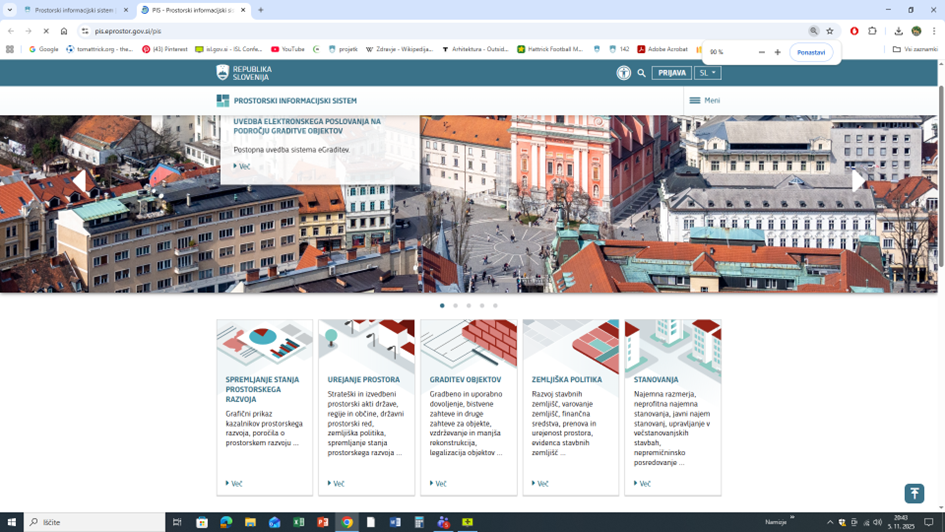 Prostorski informacijski sistem
PIS - Prostorski informacijski si
pis.eprostor.gov.si/pis
Google
tomattrick.org - the...
(43) Pinterest
isl.gov.si - ISL Confe...
YouTube
projetk
Zdravje - Wikipedija...
Arhitektura - Outsid...
Hattrick Football M...
142
Adobe Acrobat
Vsi zaznamki
90 %
Ponastavi
REPUBLIKA
SLOVENIJA
PRIJAVA
SL
PROSTORSKI INFORMACIJSKI SISTEM
Meni
UVEDBA ELEKTRONSKEGA POSLOVANJA NA
PODROČJU GRADITVE OBJEKTOV
Postopna uvedba sistema eGraditev.
Več
SPREMLJANJE STANJA
PROSTORSKEGA
RAZVOJA
Grafični prikaz
kazalnikov prostorskega
razvoja, poročila o
prostorskem razvoju ...
Več
UREJANJE PROSTORA
Strateški in izvedbeni
prostorski akti države,
regije in občine, državni
prostorski red,
zemljiška politika,
spremljanje stanja
prostorskega razvoja ...
Več
GRADITEV OBJEKTOV
Gradbeno in uporabno
dovoljenje, bistvene
zahteve in druge
zahteve za objekte,
vzdrževanje in manjša
rekonstrukcija,
legalizacija objektov ...
Več
ZEMLJIŠKA POLITIKA
Razvoj stavbnih
zemljišč, varovanje
zemljišč, finančna
sredstva, prenova in
urejenost prostora,
evidenca stavbnih
zemljišč ...
Več
STANOVANJA
Najemna razmerja,
neprofitna najemna
stanovanja, javni najem
stanovanj, upravljanje v
večstanovanjskih
stavbah,
nepremičninsko
posredovanje ...
Več
Iščite
Namizje
20:43
5. 11. 2025